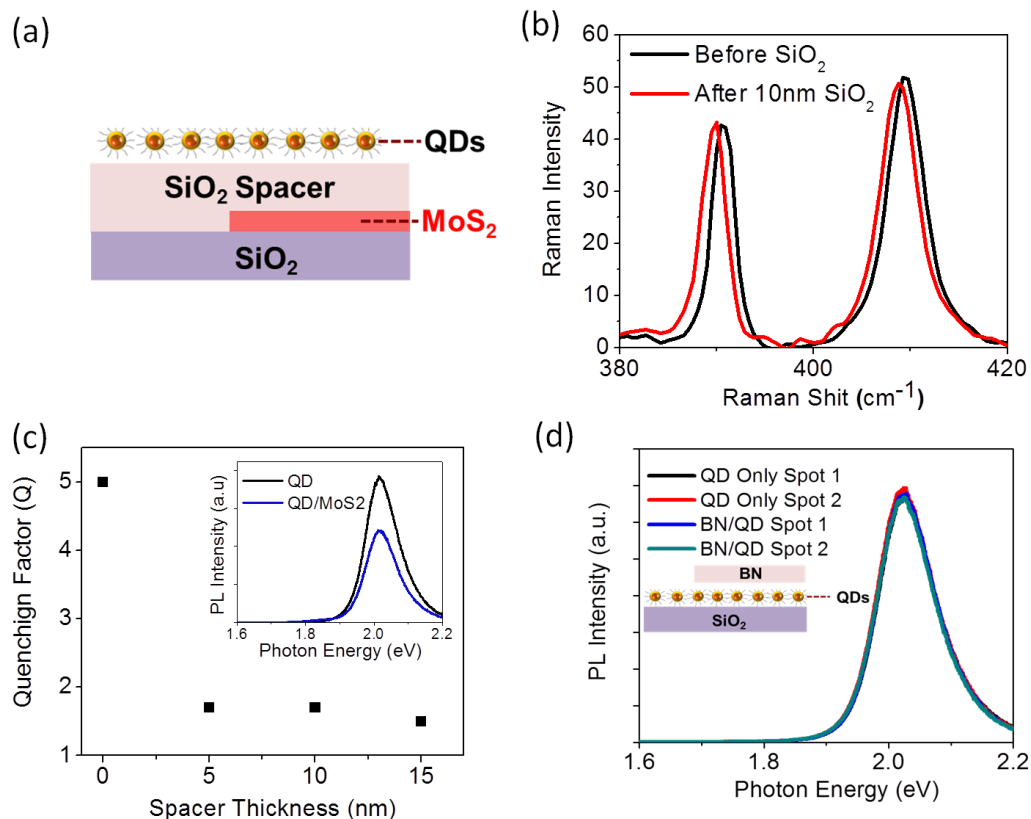 (a)
QDs
SiO2 Spacer
MoS2
SiO2
(b)
60
50
40
30
20
10
0
Raman Intensity
Before SiO2
After 10nm SiO2
380
400
420
Raman Shit (cm-1)
(c)
5
4
3
2
1
Quenchign Factor (Q)
0
5
10
15
Spacer Thickness (nm)
QD
QD/MoS2
PL Intensity (a.u)
1.6
1.8
2.0
2.2
Photon Energy (eV)
(d)
QD Only Spot 1
QD Only Spot 2
BN/QD Spot 1
BN/QD Spot 2
BN
QDs
SiO2
PL Intensity (a.u.)
1.6
1.8
2.0
2.2
Photon Energy (eV)